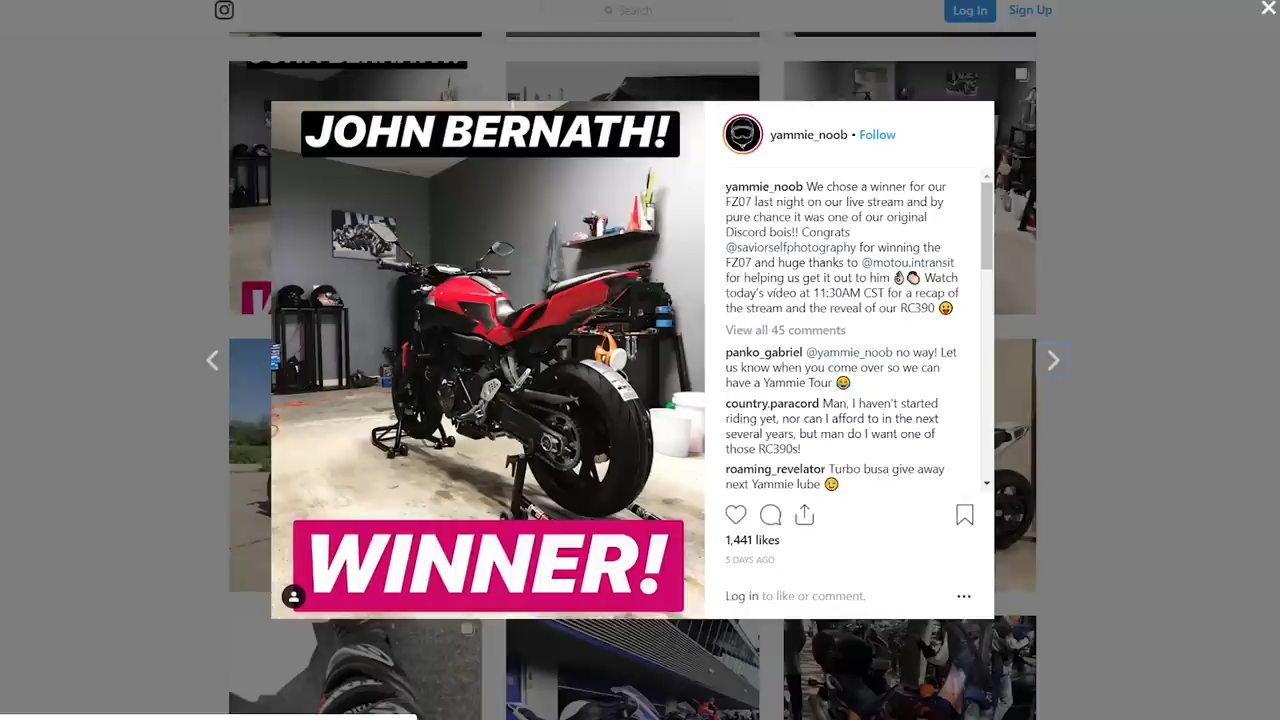 Search
Log In
Sign Up
JOHN BERNATH!
WINNER!
yammie_noob • Follow
yammie_noob We chose a winner for our
FZ07 last night on our live stream and by
pure chance it was one of our original
Discord bois!! Congrats
@saviorselfphotography for winning the
FZ07 and huge thanks to @motou.intransit
for helping us get it out to him 👌🏻 Watch
today's video at 11:30AM CST for a recap of
the stream and the reveal of our RC390 😛
View all 45 comments
panko_gabriel @yammie_noob no way! Let
us know when you come over so we can
have a Yammie Tour 😂
country.paracord Man, I haven't started
riding yet, nor can I afford to in the next
several years, but man do I want one of
those RC390s!
roaming_revelator Turbo busa give away
next Yammie lube 😉
1,441 likes
5 DAYS AGO
Log in to like or comment.